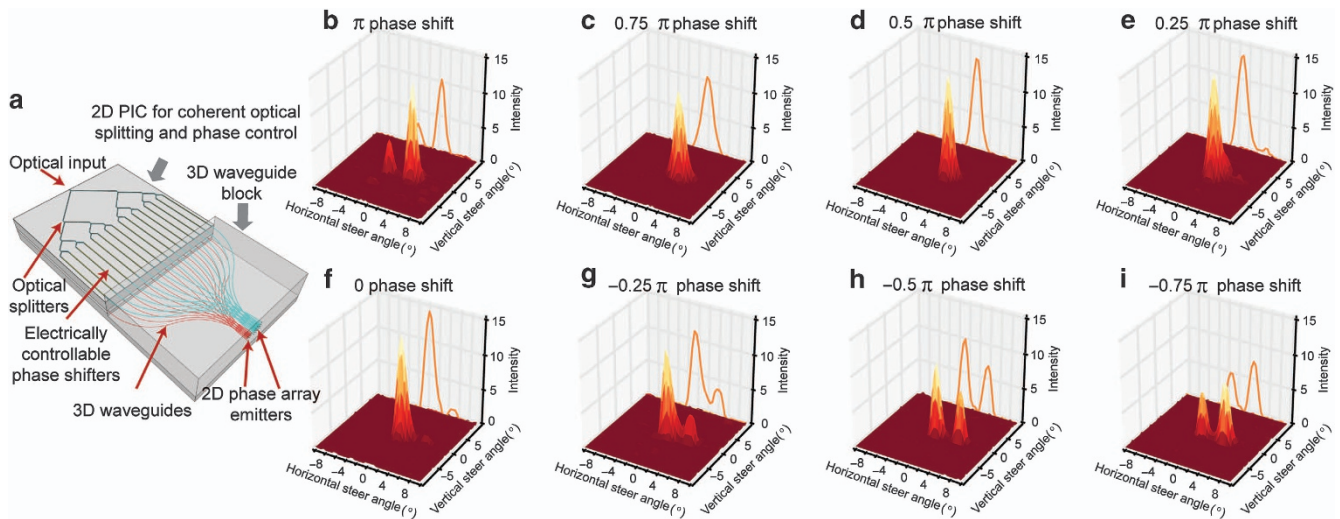 a
2D PIC for coherent optical
splitting and phase control
Optical input
3D waveguide
block
Optical
splitters
Electrically
controllable
phase shifters
3D waveguides
2D phase array
emitters
b π phase shift
15
10
5
0
Intensity
−8
−4
0
4
8
Horizontal steer angle(°)
−5
0
5
Vertical steer angle(°)
c 0.75 π phase shift
15
10
5
0
Intensity
−8
−4
0
4
8
Horizontal steer angle(°)
−5
0
5
Vertical steer angle(°)
d 0.5 π phase shift
15
10
5
0
Intensity
−8
−4
0
4
8
Horizontal steer angle(°)
−5
0
5
Vertical steer angle(°)
e 0.25 π phase shift
15
10
5
0
Intensity
−8
−4
0
4
8
Horizontal steer angle(°)
−5
0
5
Vertical steer angle(°)
f 0 phase shift
15
10
5
0
Intensity
−8
−4
0
4
8
Horizontal steer angle(°)
−5
0
5
Vertical steer angle(°)
g −0.25 π phase shift
15
10
5
0
Intensity
−8
−4
0
4
8
Horizontal steer angle(°)
−5
0
5
Vertical steer angle(°)
h −0.5 π phase shift
15
10
5
0
Intensity
−8
−4
0
4
8
Horizontal steer angle(°)
−5
0
5
Vertical steer angle(°)
i −0.75 π phase shift
15
10
5
0
Intensity
−8
−4
0
4
8
Horizontal steer angle(°)
−5
0
5
Vertical steer angle(°)